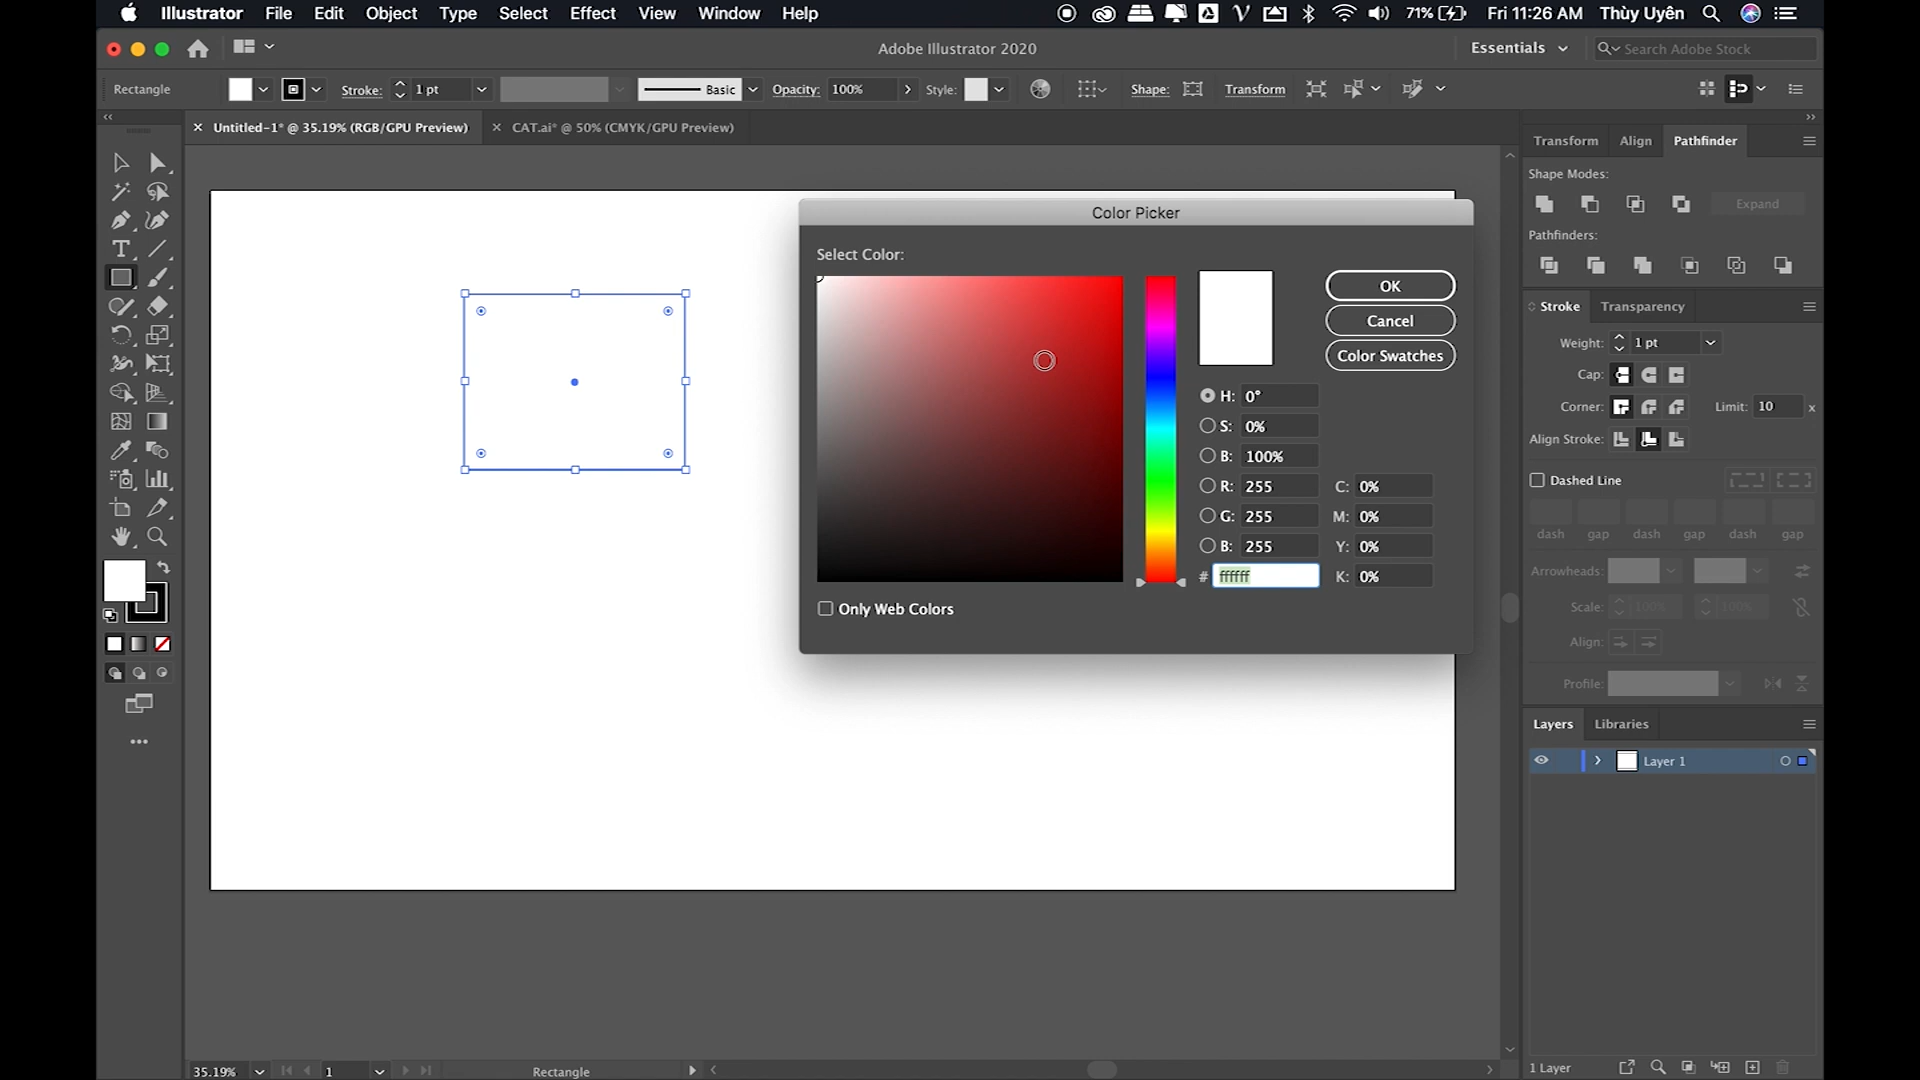 Illustrator File Edit Object Type Select Effect View Window Help 71% Fri 11:26 AM Thùy Uyên
Adobe Illustrator 2020 Essentials Search Adobe Stock
Rectangle Stroke: 1 pt Basic Opacity: 100% Style: Shape: Transform
Untitled-1* @ 35.19% (RGB/GPU Preview) CAT.ai* @ 50% (CMYK/GPU Preview)
Transform Align Pathfinder
Shape Modes:
Expand
Pathfinders:
Color Picker
Select Color:
OK
Cancel
Color Swatches
H: 0°
S: 0%
B: 100%
R: 255 C: 0%
G: 255 M: 0%
B: 255 Y: 0%
# ffffff K: 0%
Only Web Colors
Stroke Transparency
Weight: 1 pt
Cap:
Corner: Limit: 10 x
Align Stroke:
Dashed Line
dash gap dash gap dash gap
Arrowheads:
Scale: 100% 100%
Align:
Profile:
Layers Libraries
Layer 1
35.19% 1 Rectangle
1 Layer